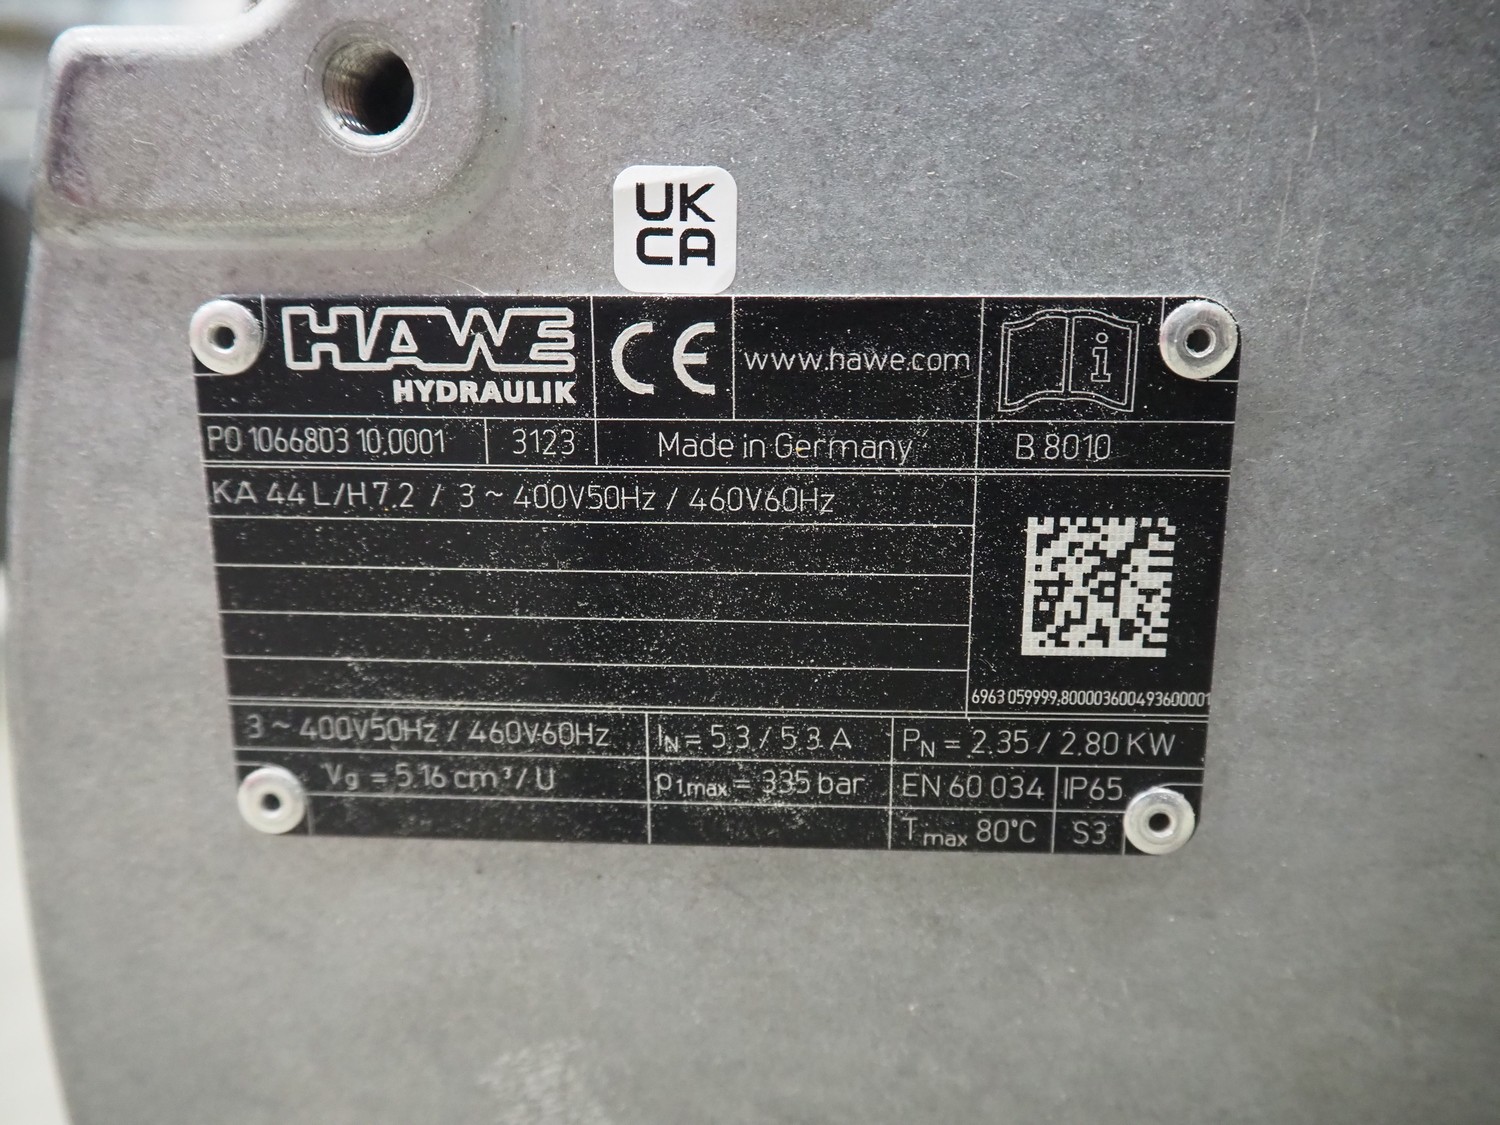 UK
CA
HAWE
HYDRAULIK
CE
www.hawe.com
i
PO 1066803 10.0001
3123
Made in Germany
B 8010
KA 44 L/H 7.2 / 3 ~ 400V50Hz / 460V60Hz
6963 059999.800003600493600001
3 ~ 400V50Hz / 460V60Hz
IN = 5.3 / 5.3 A
PN = 2.35 / 2.80 KW
Vg = 5.16 cm³/U
p1,max = 335 bar
EN 60 034
IP65
Tmax 80°C
S3